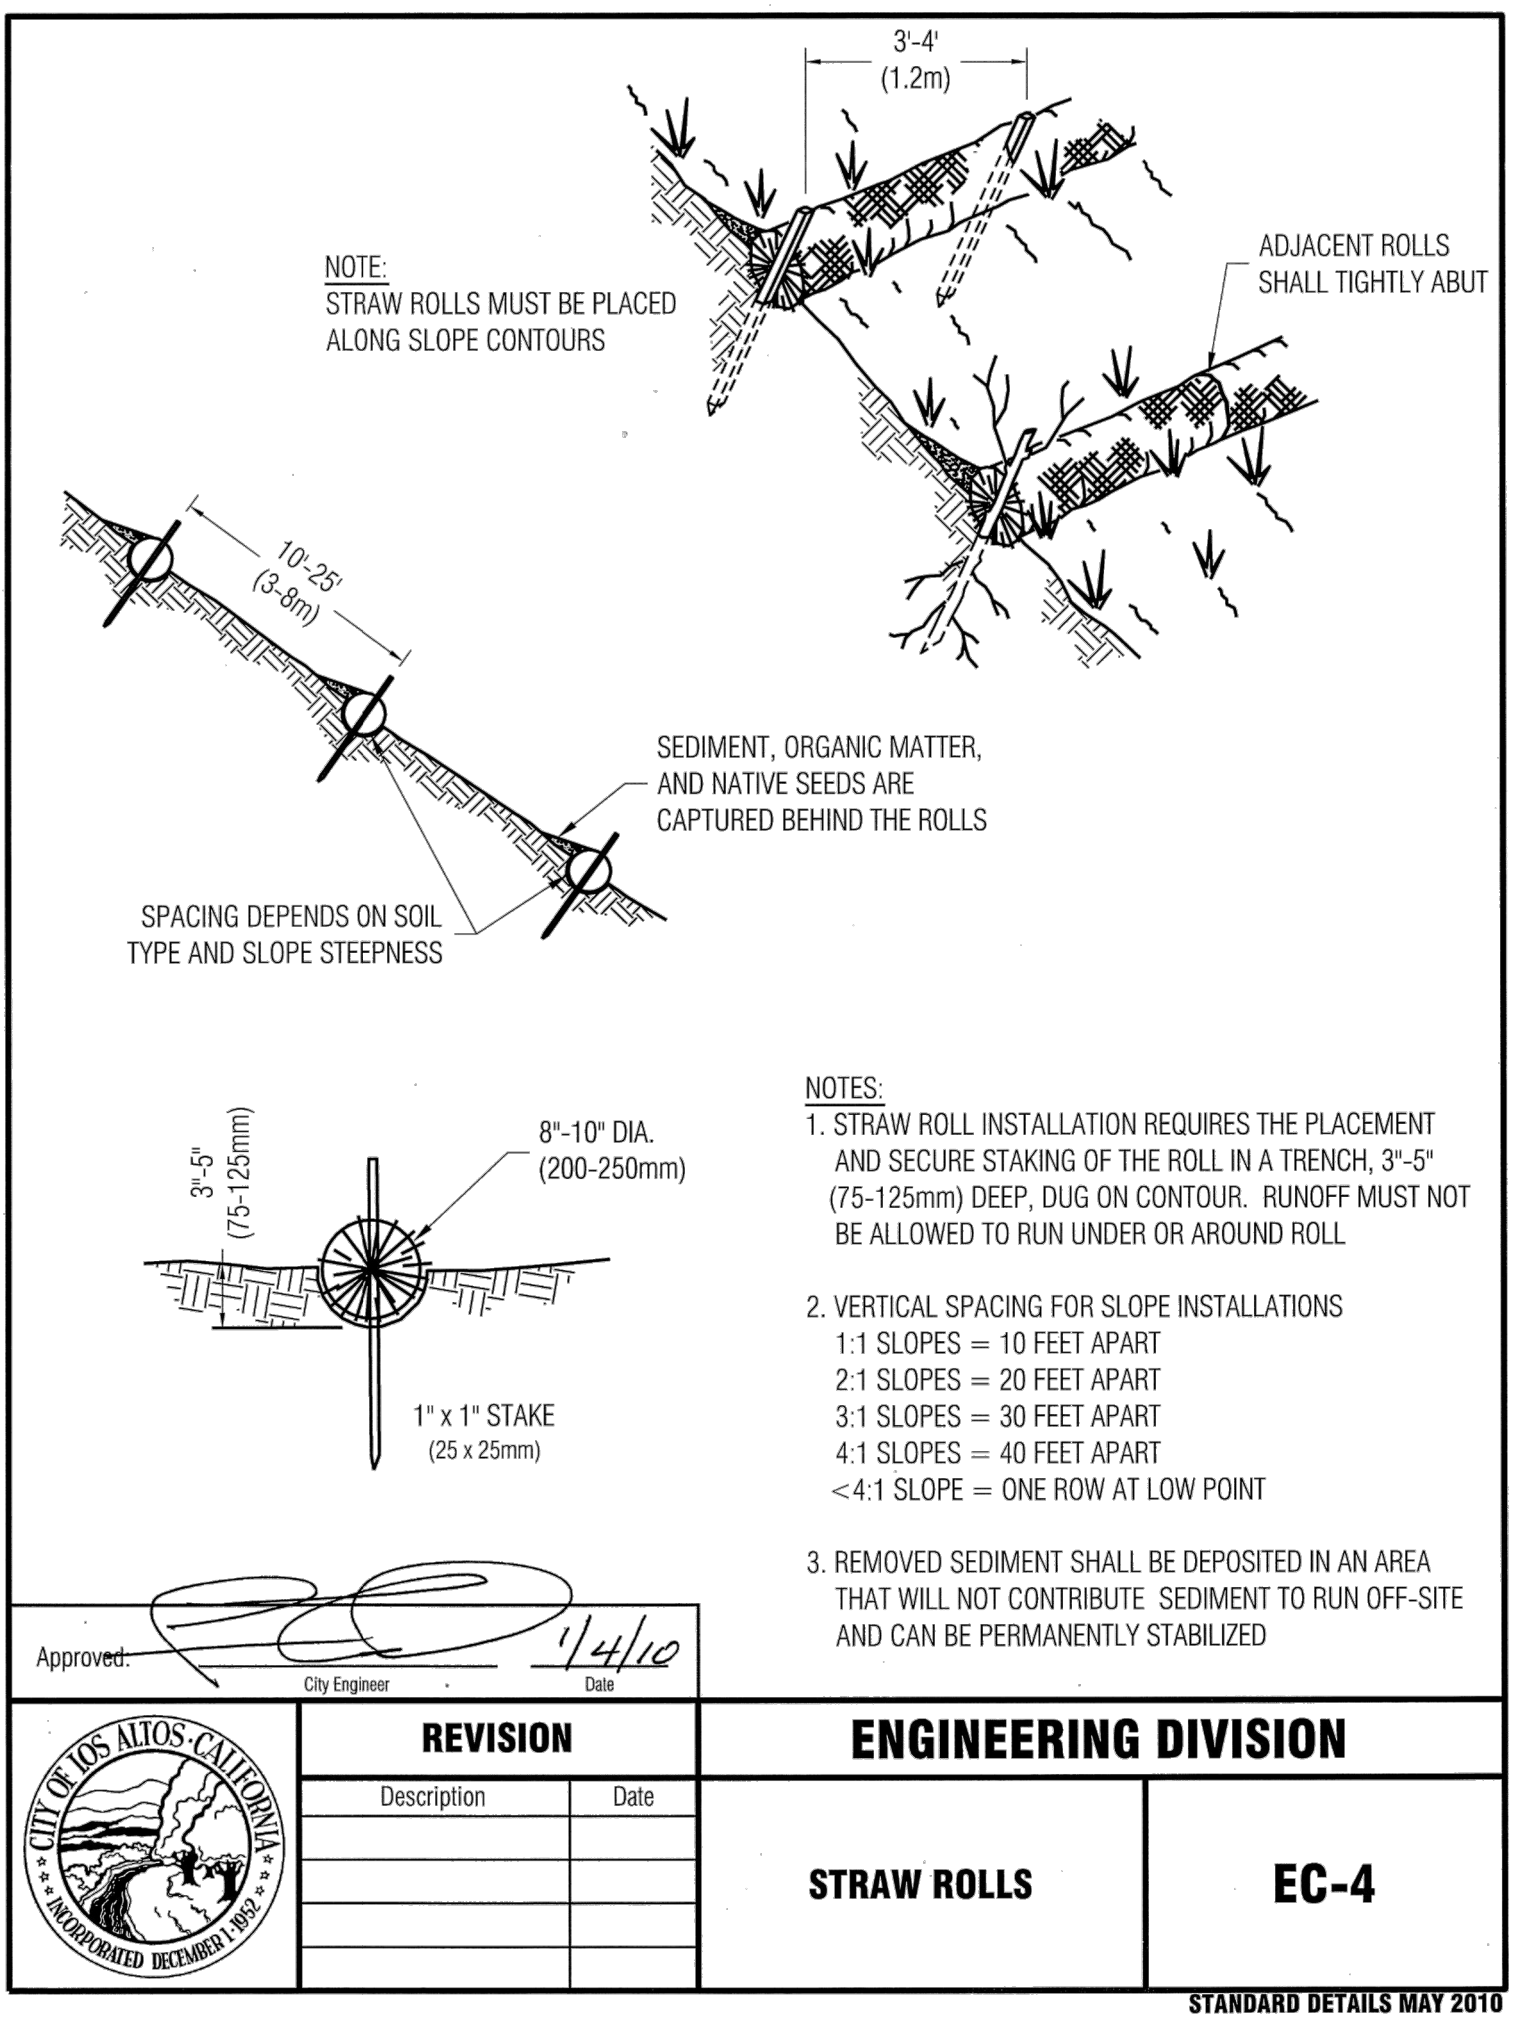 3'-4'
(1.2m)
NOTE:
STRAW ROLLS MUST BE PLACED
ALONG SLOPE CONTOURS
ADJACENT ROLLS
SHALL TIGHTLY ABUT
10'-25'
(3-8m)
SEDIMENT, ORGANIC MATTER,
AND NATIVE SEEDS ARE
CAPTURED BEHIND THE ROLLS
SPACING DEPENDS ON SOIL
TYPE AND SLOPE STEEPNESS
3"-5"
(75-125mm)
8"-10" DIA.
(200-250mm)
1" x 1" STAKE
(25 x 25mm)
NOTES:
1. STRAW ROLL INSTALLATION REQUIRES THE PLACEMENT
AND SECURE STAKING OF THE ROLL IN A TRENCH, 3"-5"
(75-125mm) DEEP, DUG ON CONTOUR. RUNOFF MUST NOT
BE ALLOWED TO RUN UNDER OR AROUND ROLL
2. VERTICAL SPACING FOR SLOPE INSTALLATIONS
1:1 SLOPES = 10 FEET APART
2:1 SLOPES = 20 FEET APART
3:1 SLOPES = 30 FEET APART
4:1 SLOPES = 40 FEET APART
<4:1 SLOPE = ONE ROW AT LOW POINT
3. REMOVED SEDIMENT SHALL BE DEPOSITED IN AN AREA
THAT WILL NOT CONTRIBUTE SEDIMENT TO RUN OFF-SITE
AND CAN BE PERMANENTLY STABILIZED
Approved:
1/4/10
City Engineer
Date
CITY OF LOS ALTOS · CALIFORNIA
INCORPORATED DECEMBER 1 · 1952
REVISION
Description
Date
ENGINEERING DIVISION
STRAW ROLLS
EC-4
STANDARD DETAILS MAY 2010